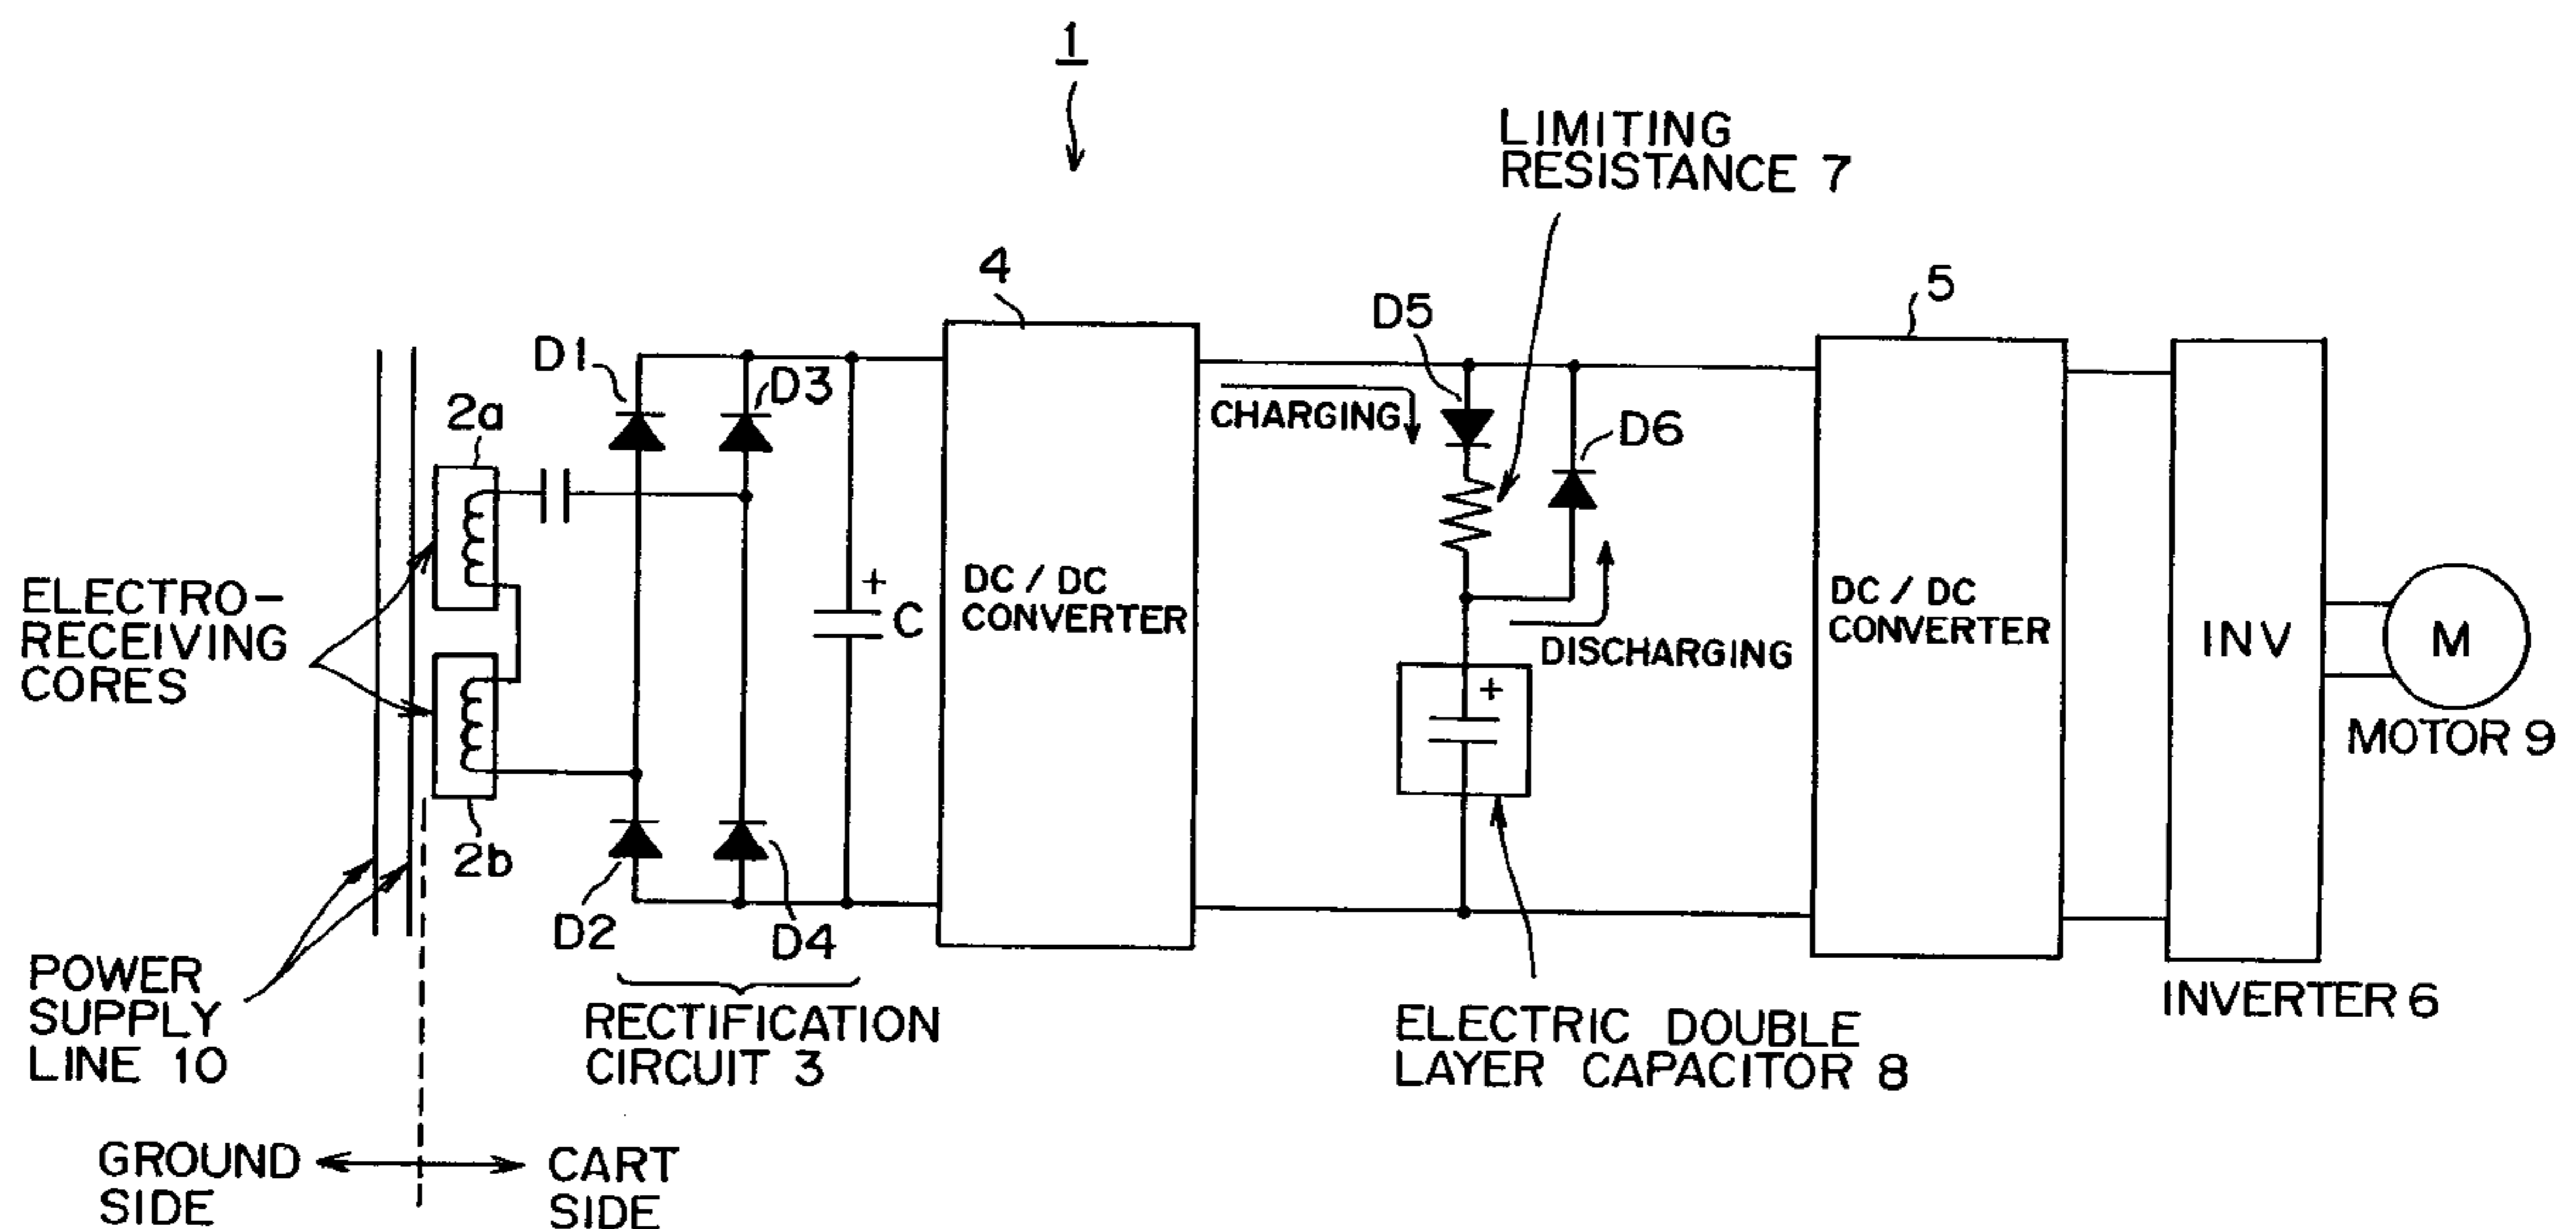 1
LIMITING
RESISTANCE 7
4
5
D5
D1
D3
2a
CHARGING
D6
ELECTRO-
RECEIVING
CORES
+
C
DC / DC
CONVERTER
DISCHARGING
+
DC / DC
CONVERTER
INV
M
MOTOR 9
2b
D2
D4
POWER
SUPPLY
LINE 10
RECTIFICATION
CIRCUIT 3
ELECTRIC DOUBLE
LAYER CAPACITOR 8
INVERTER 6
GROUND
SIDE
CART
SIDE